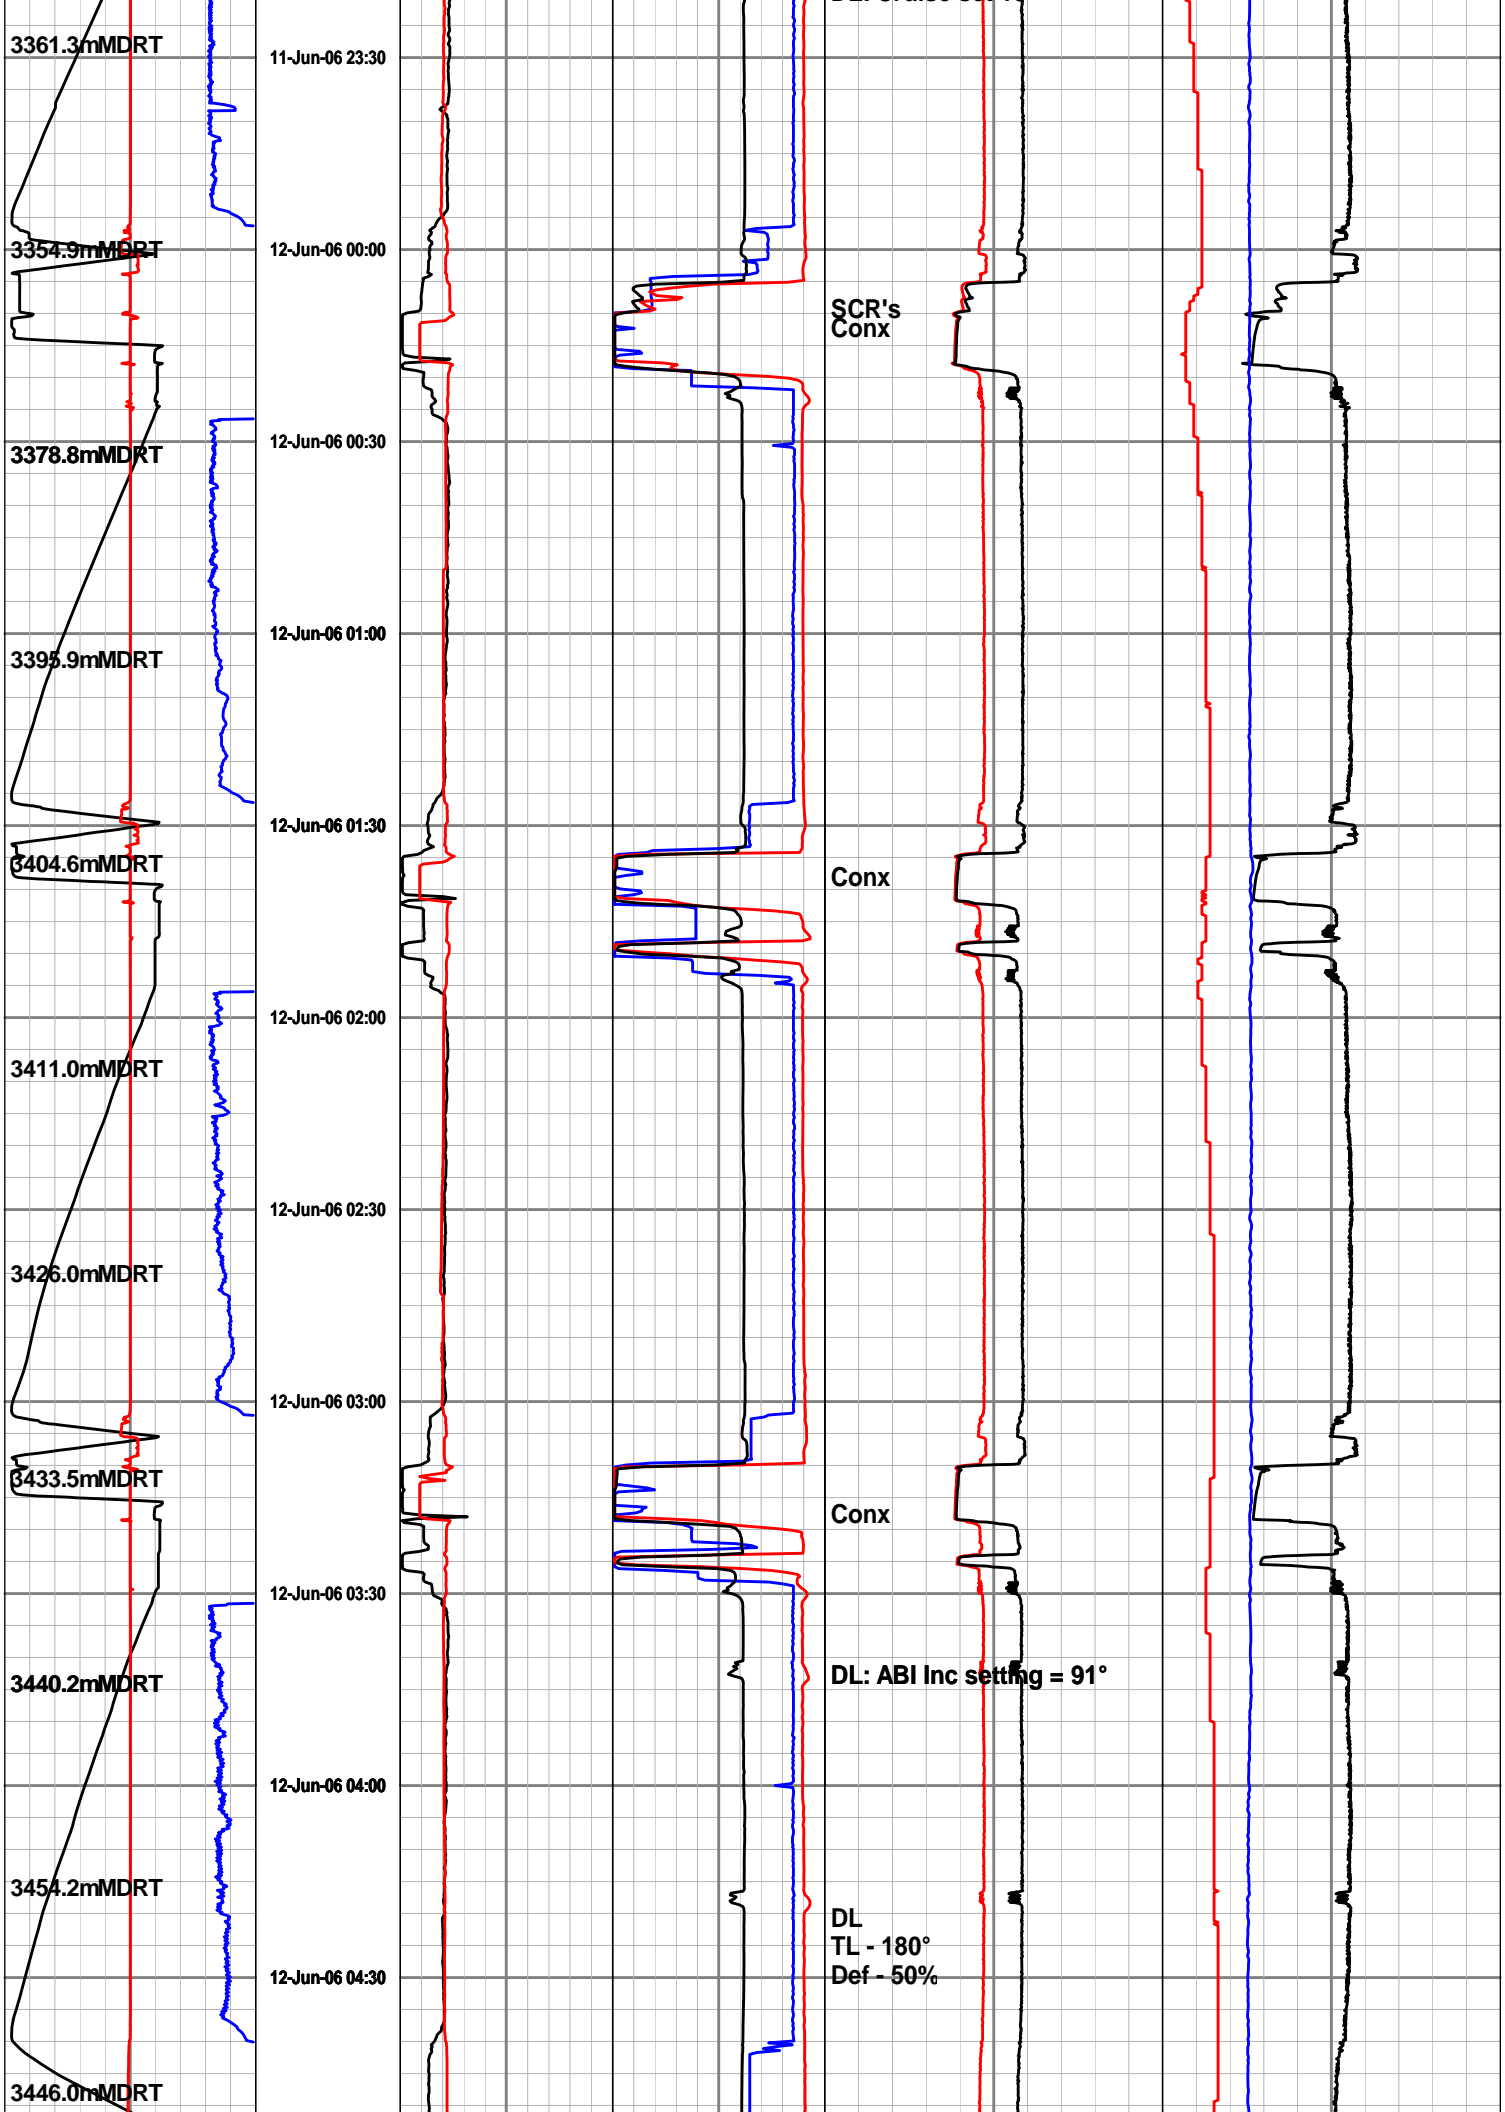 3361.3mMDRT
11-Jun-06 23:30
3354.9mMDRT
12-Jun-06 00:00
SCR's
Conx
12-Jun-06 00:30
3378.8mMDRT
12-Jun-06 01:00
3395.9mMDRT
12-Jun-06 01:30
3404.6mMDRT
Conx
12-Jun-06 02:00
3411.0mMDRT
12-Jun-06 02:30
3426.0mMDRT
12-Jun-06 03:00
3433.5mMDRT
Conx
12-Jun-06 03:30
3440.2mMDRT
DL: ABI Inc setting = 91°
12-Jun-06 04:00
3454.2mMDRT
DL
TL - 180°
Def - 50%
12-Jun-06 04:30
3446.0mMDRT